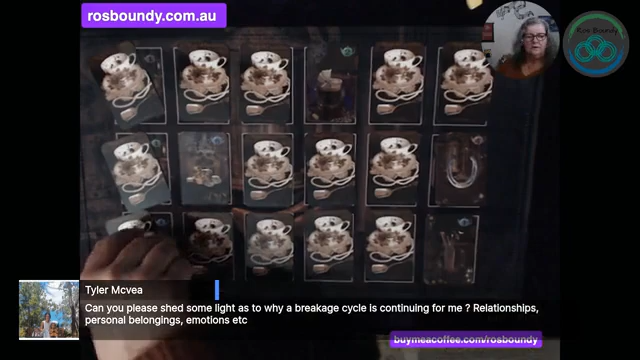 rosboundy.com.au
Ros Boundy
Tyler Mcvea
Can you please shed some light as to why a breakage cycle is continuing for me ? Relationships,
personal belongings, emotions etc
buymeacoffee.com/rosboundy